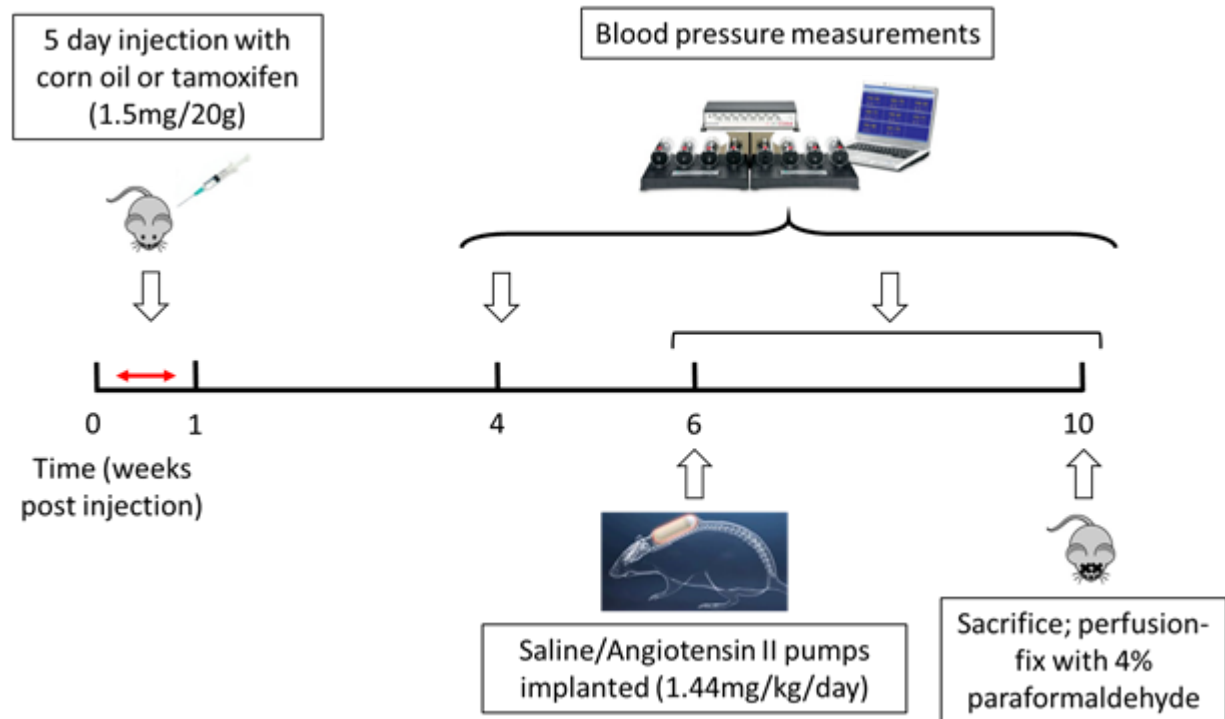 5 day injection with
corn oil or tamoxifen
(1.5mg/20g)
Blood pressure measurements
0
1
4
6
10
Time (weeks
post injection)
Saline/Angiotensin II pumps
implanted (1.44mg/kg/day)
Sacrifice; perfusion-
fix with 4%
paraformaldehyde